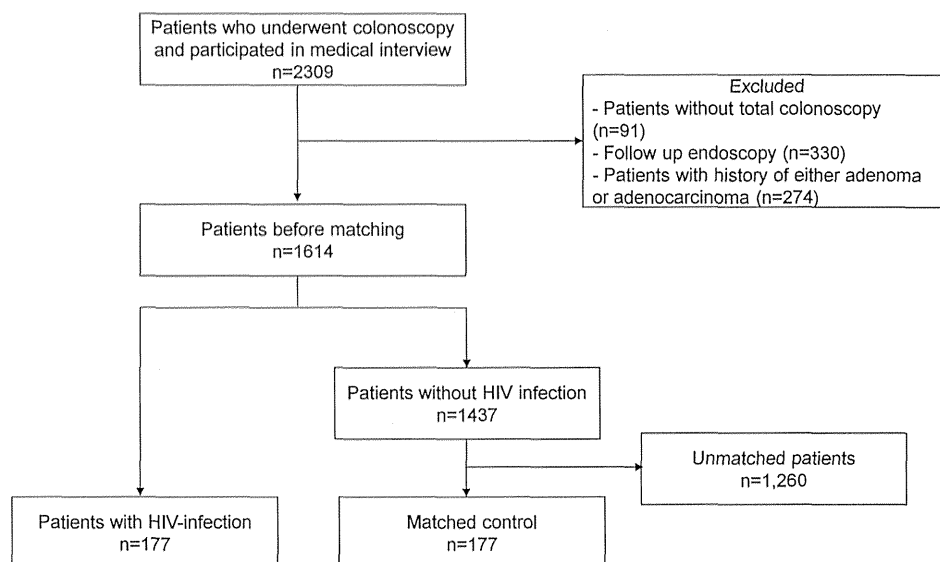 Patients who underwent colonoscopy
and participated in medical interview
n=2309
Excluded
- Patients without total colonoscopy
(n=91)
- Follow up endoscopy (n=330)
- Patients with history of either adenoma
or adenocarcinoma (n=274)
Patients before matching
n=1614
Patients without HIV infection
n=1437
Unmatched patients
n=1,260
Patients with HIV-infection
n=177
Matched control
n=177